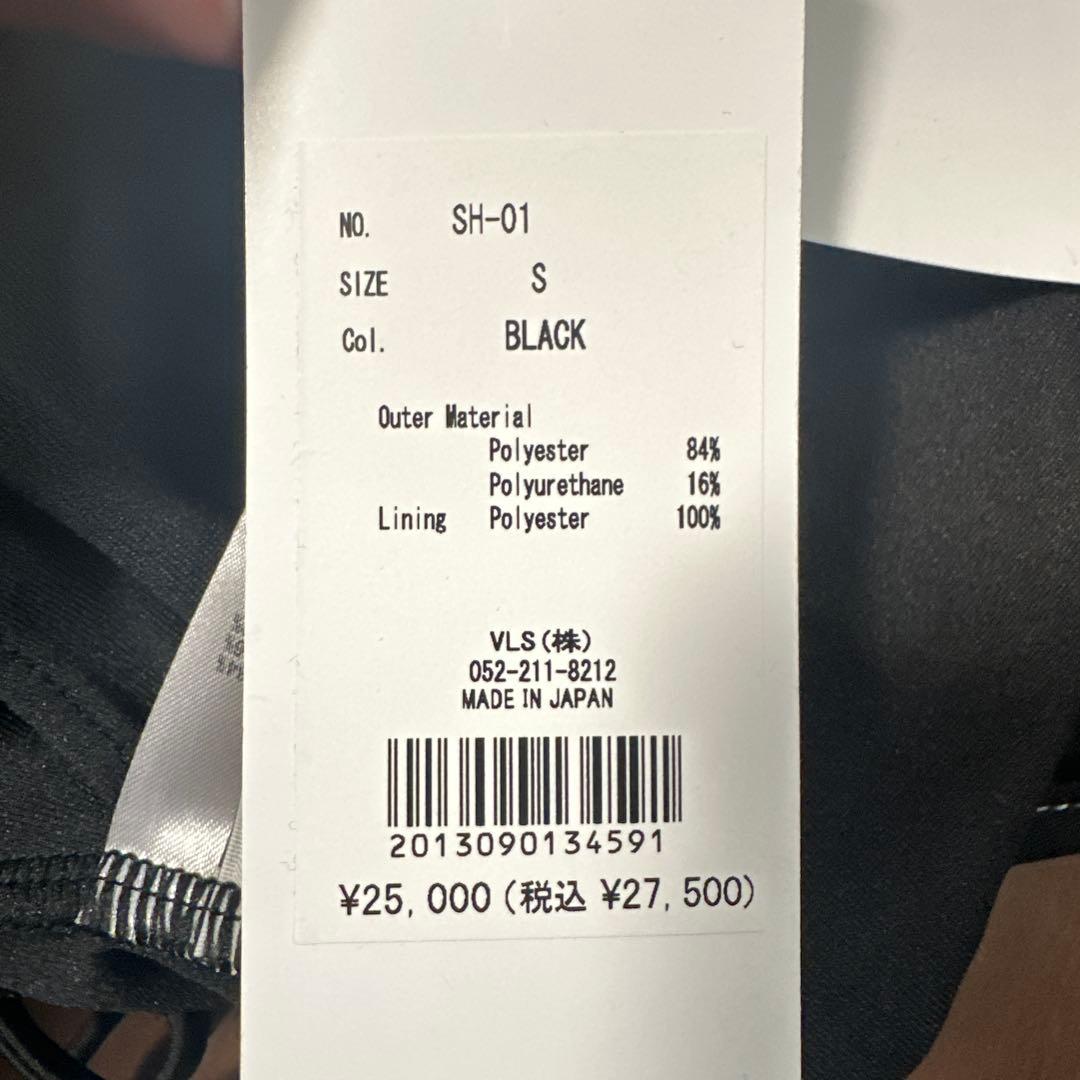 NO. SH-01
SIZE S
Col. BLACK
Outer Material
Polyester 84%
Polyurethane 16%
Lining Polyester 100%
VLS(株)
052-211-8212
MADE IN JAPAN
2013090134591
¥25,000(税込 ¥27,500)